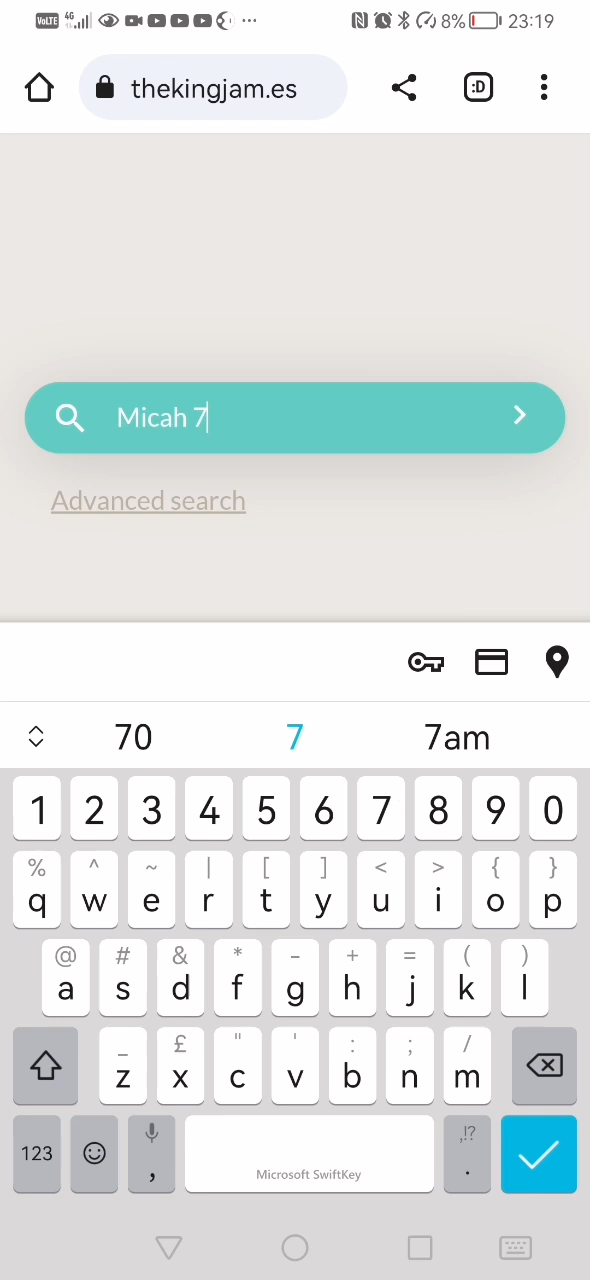 VoLTE 4G 8% 23:19
thekingjam.es :D
Micah 7
Advanced search
70 7 7am
1 2 3 4 5 6 7 8 9 0
% ^ ~ | [ ] < > { }
q w e r t y u i o p
@ # & * - + = ( )
a s d f g h j k l
_ £ " ' : ; /
z x c v b n m
123 , Microsoft SwiftKey ,!? .